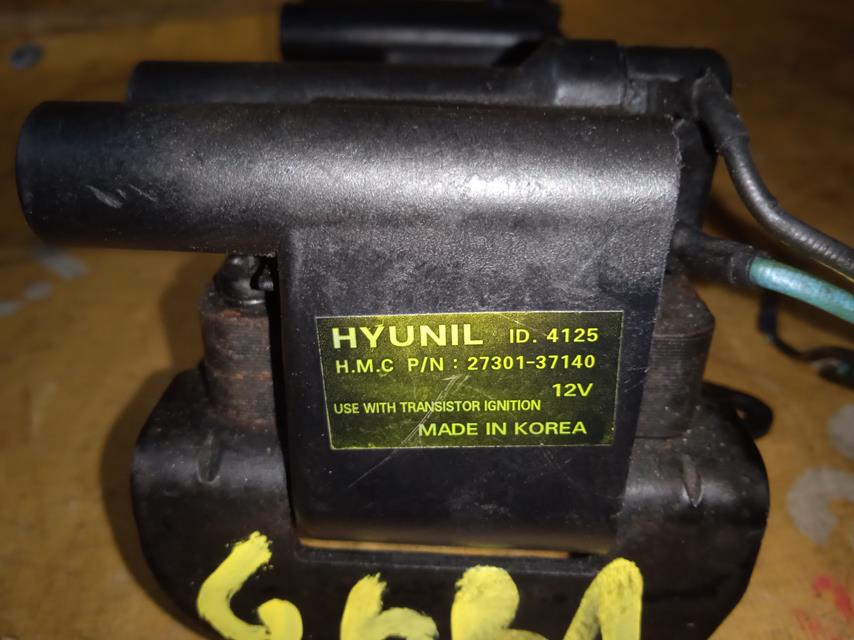 HYUNIL ID. 4125
H.M.C P/N : 27301-37140
12V
USE WITH TRANSISTOR IGNITION
MADE IN KOREA